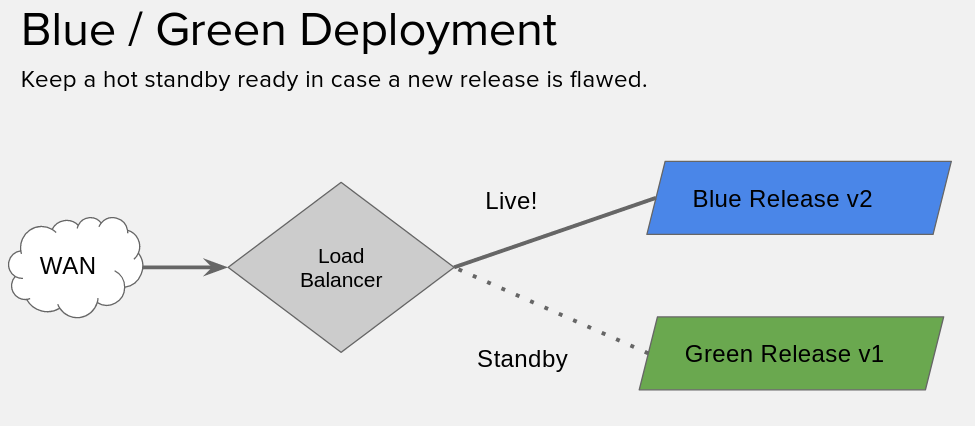 Blue / Green Deployment
Keep a hot standby ready in case a new release is flawed.
Live!
Blue Release v2
WAN
Load
Balancer
Standby
Green Release v1